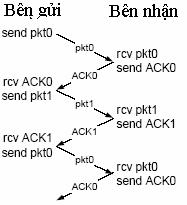 Bên gửi Bên nhận
send pkt0
pkt0
rcv pkt0
send ACK0
ACK0
rcv ACK0
send pkt1
pkt1
rcv pkt1
send ACK1
ACK1
rcv ACK1
send pkt0
pkt0
rcv pkt0
send ACK0
ACK0